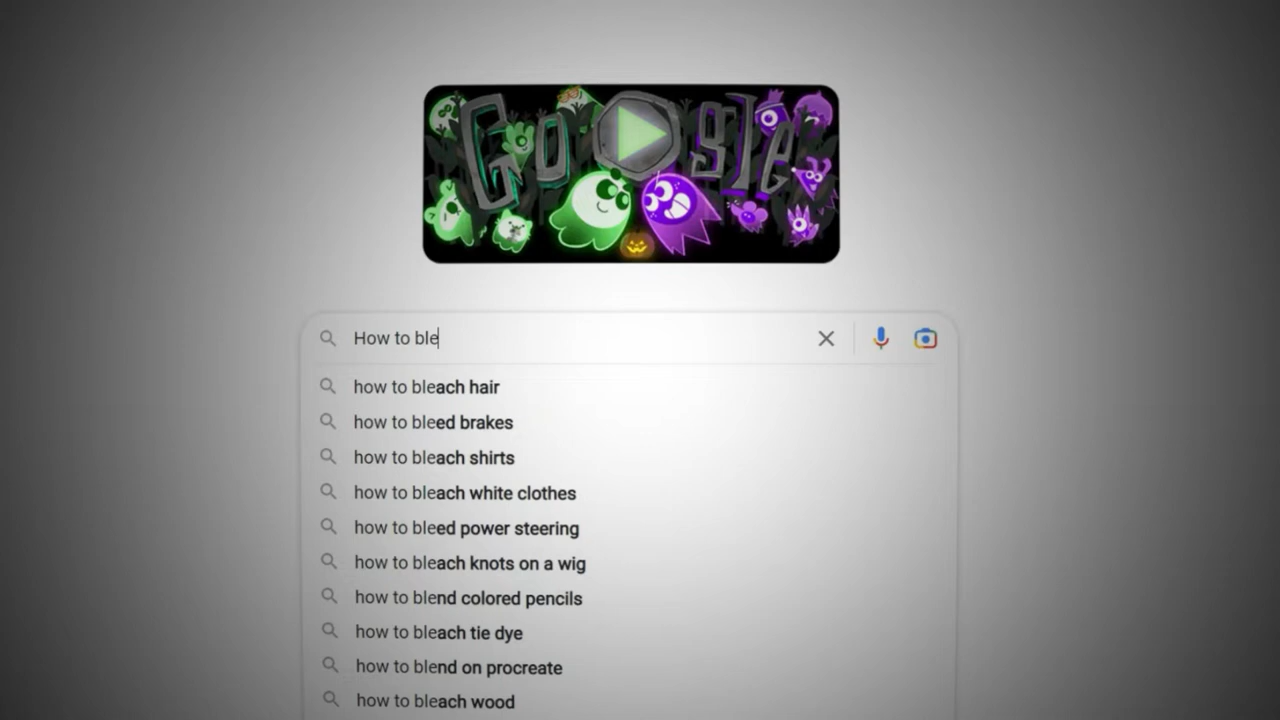 Google
How to ble
how to bleach hair
how to bleed brakes
how to bleach shirts
how to bleach white clothes
how to bleed power steering
how to bleach knots on a wig
how to blend colored pencils
how to bleach tie dye
how to blend on procreate
how to bleach wood